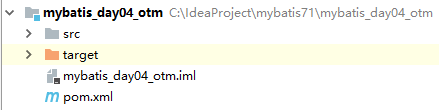 mybatis_day04_otm C:\IdeaProject\mybatis71\mybatis_day04_otm
src
target
mybatis_day04_otm.iml
pom.xml